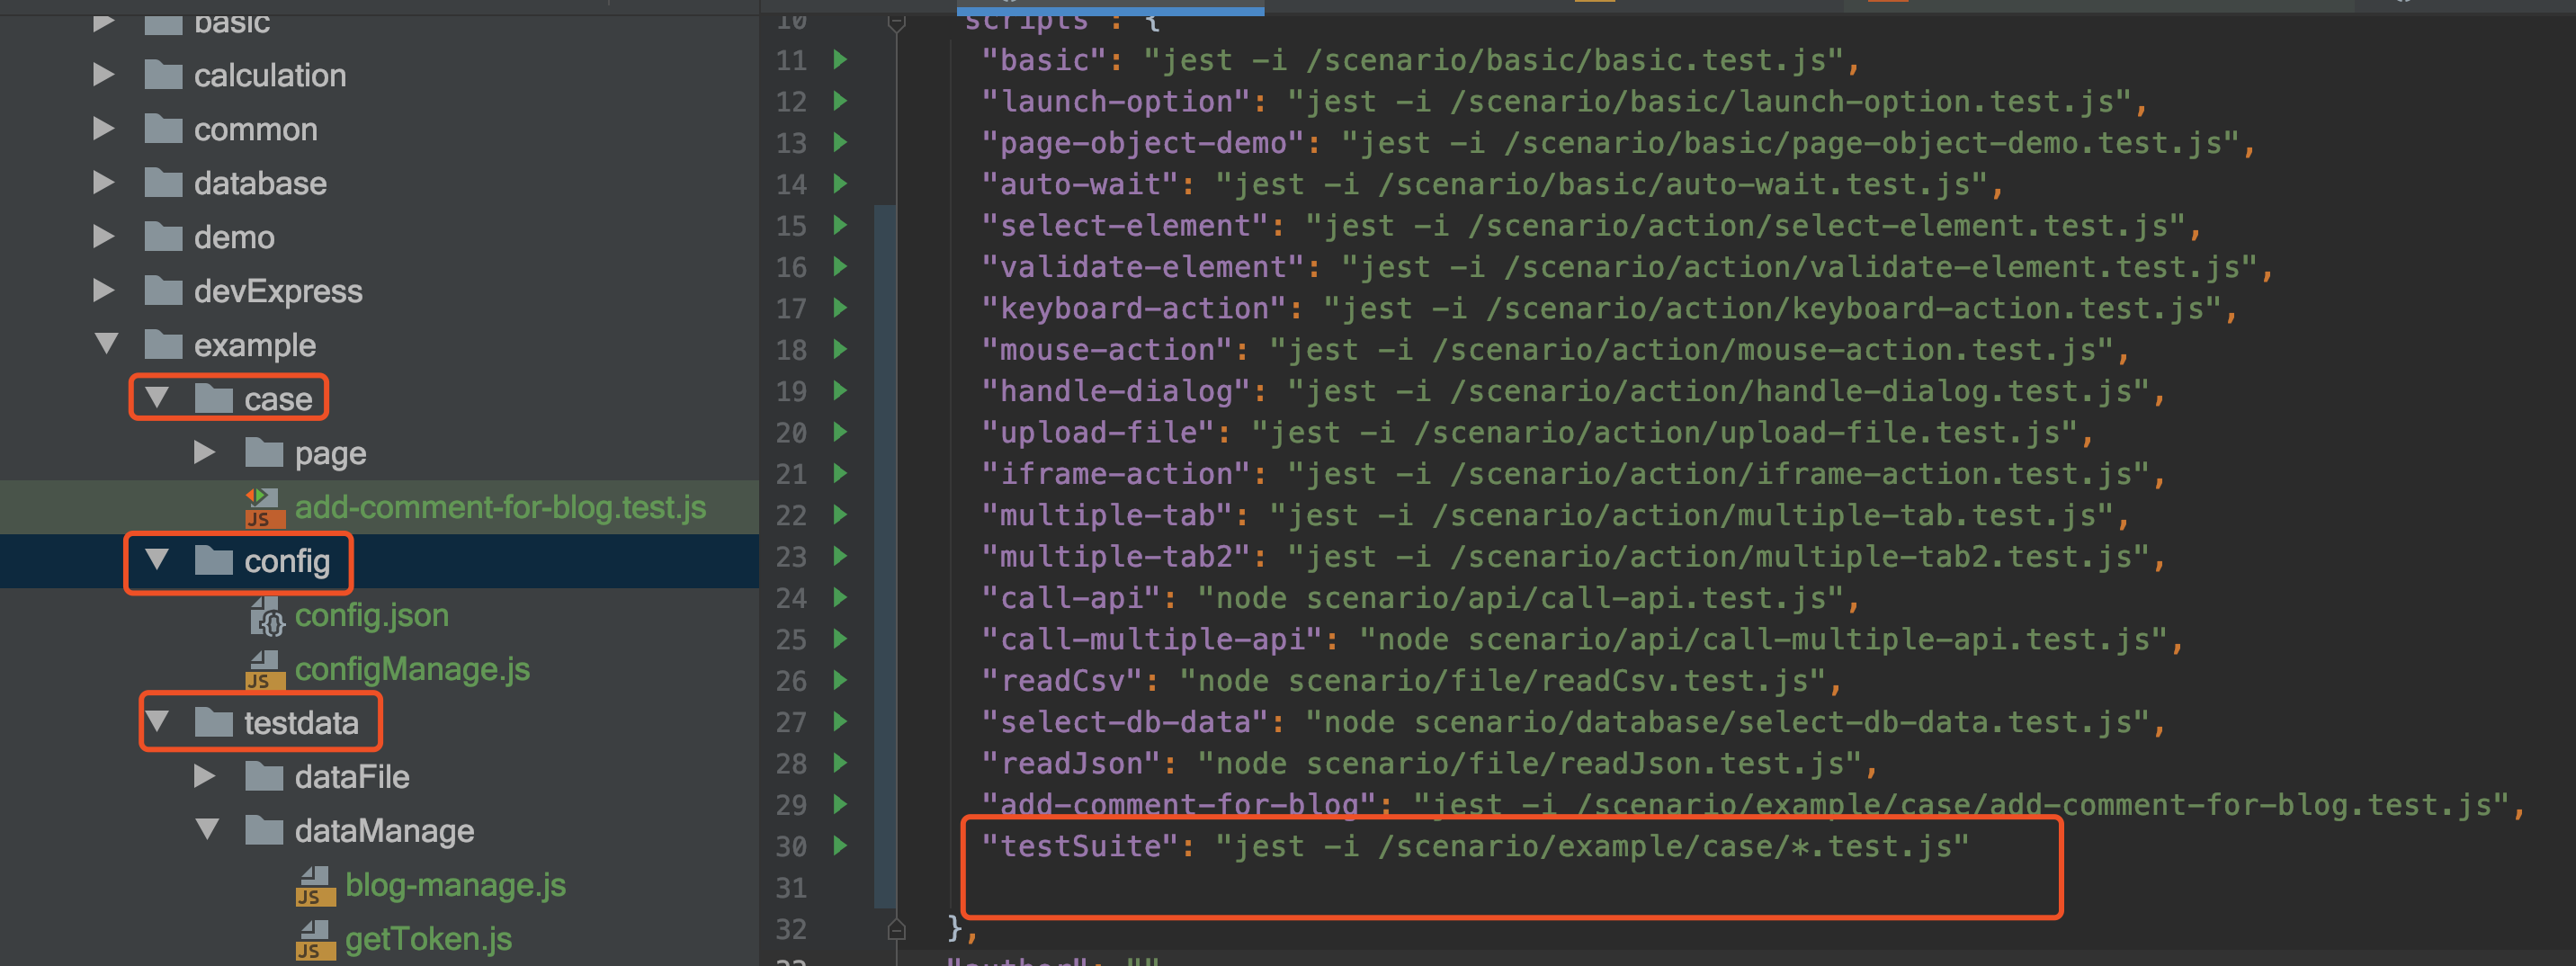 basic
calculation
common
database
demo
devExpress
example
case
page
add-comment-for-blog.test.js
config
config.json
configManage.js
testdata
dataFile
dataManage
blog-manage.js
getToken.js
10 scripts": {
11 "basic": "jest -i /scenario/basic/basic.test.js",
12 "launch-option": "jest -i /scenario/basic/launch-option.test.js",
13 "page-object-demo": "jest -i /scenario/basic/page-object-demo.test.js",
14 "auto-wait": "jest -i /scenario/basic/auto-wait.test.js",
15 "select-element": "jest -i /scenario/action/select-element.test.js",
16 "validate-element": "jest -i /scenario/action/validate-element.test.js",
17 "keyboard-action": "jest -i /scenario/action/keyboard-action.test.js",
18 "mouse-action": "jest -i /scenario/action/mouse-action.test.js",
19 "handle-dialog": "jest -i /scenario/action/handle-dialog.test.js",
20 "upload-file": "jest -i /scenario/action/upload-file.test.js",
21 "iframe-action": "jest -i /scenario/action/iframe-action.test.js",
22 "multiple-tab": "jest -i /scenario/action/multiple-tab.test.js",
23 "multiple-tab2": "jest -i /scenario/action/multiple-tab2.test.js",
24 "call-api": "node scenario/api/call-api.test.js",
25 "call-multiple-api": "node scenario/api/call-multiple-api.test.js",
26 "readCsv": "node scenario/file/readCsv.test.js",
27 "select-db-data": "node scenario/database/select-db-data.test.js",
28 "readJson": "node scenario/file/readJson.test.js",
29 "add-comment-for-blog": "jest -i /scenario/example/case/add-comment-for-blog.test.js",
30 "testSuite": "jest -i /scenario/example/case/*.test.js"
31
32 },
33 "author": ""